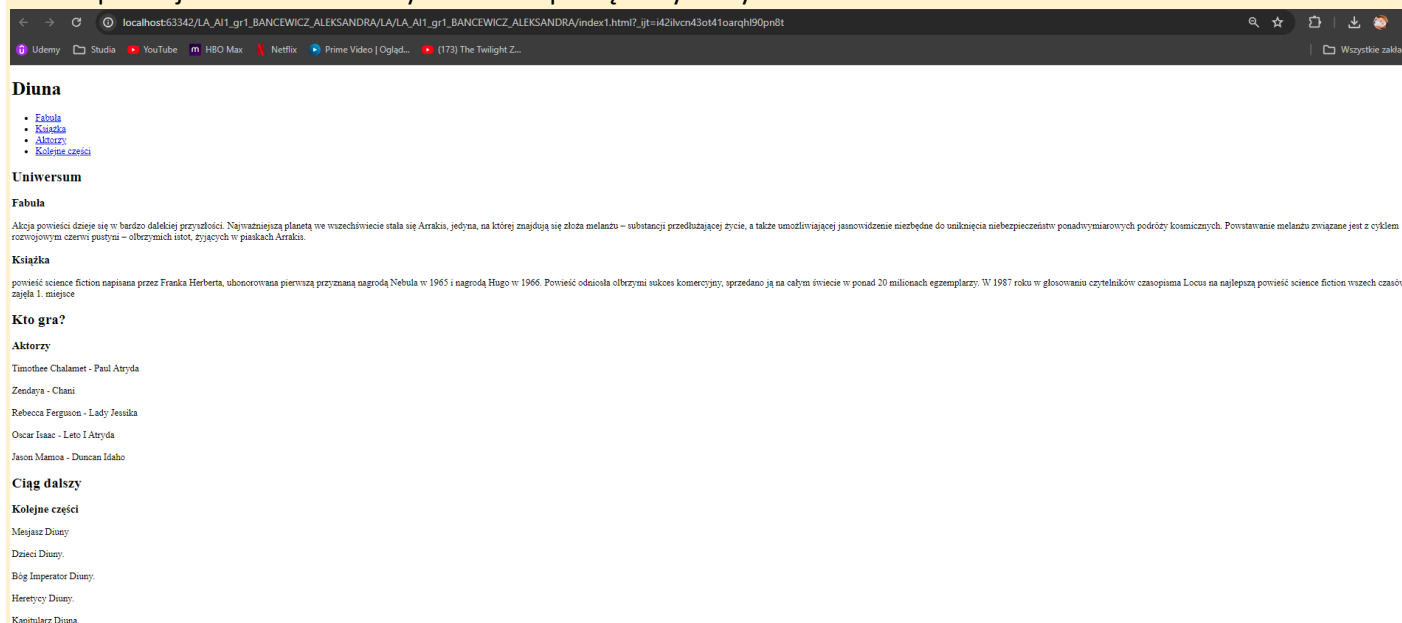 localhost:63342/LA_AI1_gr1_BANCEWICZ_ALEKSANDRA/LA/LA_AI1_gr1_BANCEWICZ_ALEKSANDRA/index1.html?_ijt=i42ilvcn43ot41oarqhl90pn8t
Udemy Studia YouTube HBO Max Netflix Prime Video | Ogląd... (173) The Twilight Z... Wszystkie zakła
Diuna
Fabuła
Książka
Aktorzy
Kolejne części
Uniwersum
Fabuła
Akcja powieści dzieje się w bardzo dalekiej przyszłości. Najważniejszą planetą we wszechświecie stała się Arrakis, jedyna, na której znajdują się złoża melanżu – substancji przedłużającej życie, a także umożliwiającej jasnowidzenie niezbędne do uniknięcia niebezpieczeństw ponadwymiarowych podróży kosmicznych. Powstawanie melanżu związane jest z cyklem
rozwojowym czerwi pustyni – olbrzymich istot, żyjących w piaskach Arrakis.
Książka
powieść science fiction napisana przez Franka Herberta, uhonorowana pierwszą przyznaną nagrodą Nebula w 1965 i nagrodą Hugo w 1966. Powieść odniosła olbrzymi sukces komercyjny, sprzedano ją na całym świecie w ponad 20 milionach egzemplarzy. W 1987 roku w głosowaniu czytelników czasopisma Locus na najlepszą powieść science fiction wszech czasów
zajęła 1. miejsce
Kto gra?
Aktorzy
Timothee Chalamet - Paul Atryda
Zendaya - Chani
Rebecca Ferguson - Lady Jessika
Oscar Isaac - Leto I Atryda
Jason Mamoa - Duncan Idaho
Ciąg dalszy
Kolejne części
Mesjasz Diuny
Dzieci Diuny.
Bóg Imperator Diuny.
Heretycy Diuny.
Kapitularz Diuna.